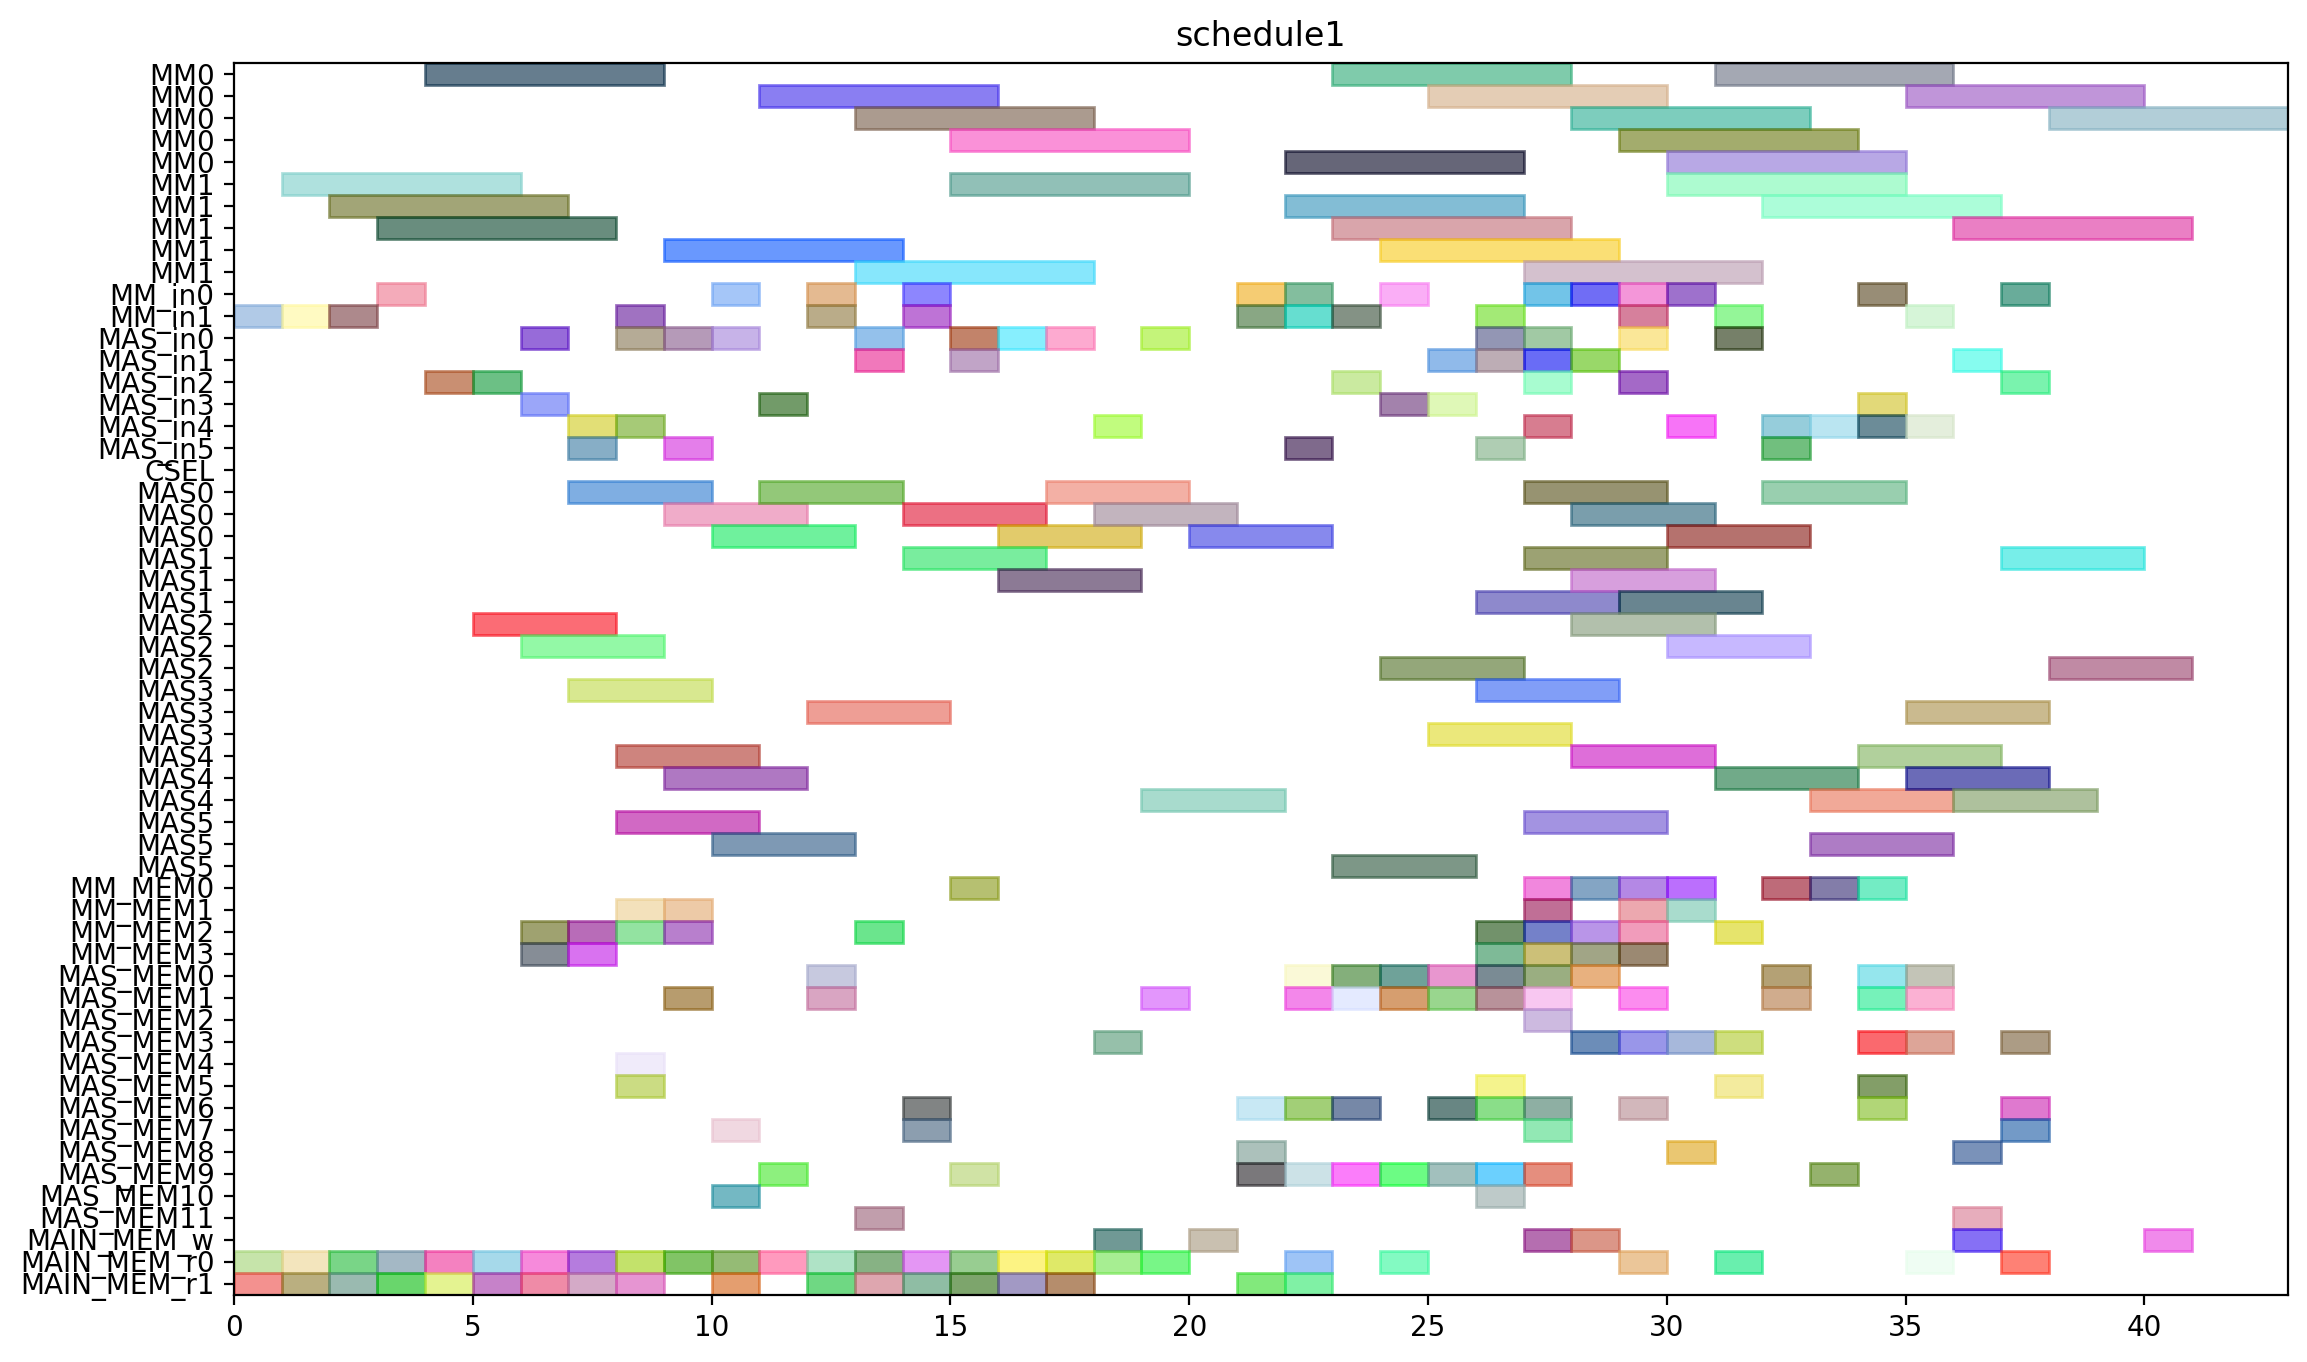 schedule1
MM0
MM0
MM0
MM0
MM0
MM1
MM1
MM1
MM1
MM1
MM_in0
MM_in1
MAS_in0
MAS_in1
MAS_in2
MAS_in3
MAS_in4
MAS_in5
CSEL
MAS0
MAS0
MAS0
MAS1
MAS1
MAS1
MAS2
MAS2
MAS2
MAS3
MAS3
MAS3
MAS4
MAS4
MAS4
MAS5
MAS5
MAS5
MM_MEM0
MM_MEM1
MM_MEM2
MM_MEM3
MAS_MEM0
MAS_MEM1
MAS_MEM2
MAS_MEM3
MAS_MEM4
MAS_MEM5
MAS_MEM6
MAS_MEM7
MAS_MEM8
MAS_MEM9
MAS_MEM10
MAS_MEM11
MAIN_MEM_w
MAIN_MEM_r0
MAIN_MEM_r1
0 5 10 15 20 25 30 35 40